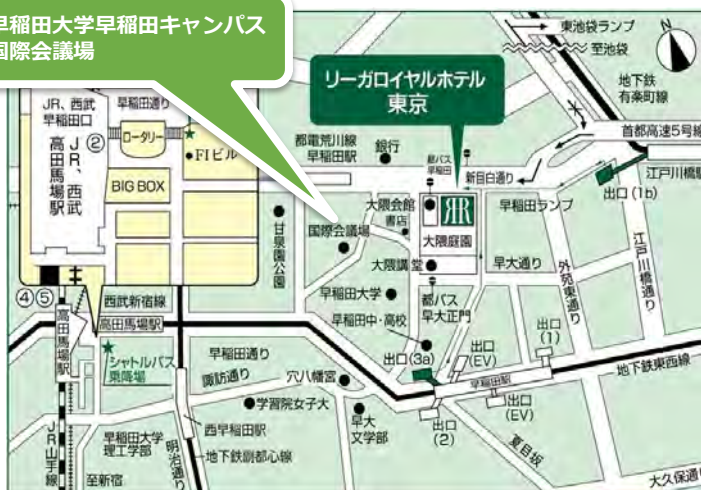 早稲田大学早稲田キャンパス
国際会議場
リーガロイヤルホテル
東京
東池袋ランプ
至池袋
N
地下鉄
有楽町線
首都高速5号線
江戸川橋駅
出口(1b)
JR、西武
早稲田口
早稲田通り
ロータリー
②
JR、西武
高田馬場駅
FIビル
BIG BOX
都電荒川線
早稲田駅
銀行
都バス
早稲田
新目白通り
早稲田ランプ
大隈会館
書店
国際会議場
大隈庭園
甘泉園公園
大隈講堂
早大通り
外苑東通り
江戸川橋通り
④⑤
西武新宿線
高田馬場駅
高田馬場駅
早稲田大学
都バス
早大正門
早稲田中・高校
シャトルバス
乗降場
早稲田通り
諏訪通り
穴八幡宮
出口(3a)
出口
(EV)
出口
(1)
早稲田駅
地下鉄東西線
学習院女子大
早大
文学部
出口
(2)
出口
(EV)
夏目坂
早稲田大学
理工学部
西早稲田駅
地下鉄副都心線
明治通り
JR山手線
至新宿
大久保通り